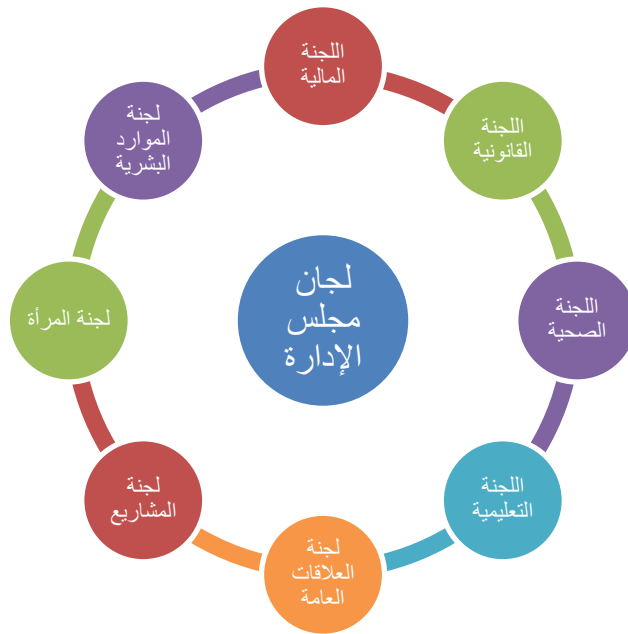 اللجنة
المالية
اللجنة
القانونية
اللجنة
الصحية
اللجنة
التعليمية
لجنة
العلاقات
العامة
لجنة
المشاريع
لجنة المرأة
لجنة
الموارد
البشرية
لجان
مجلس
الإدارة